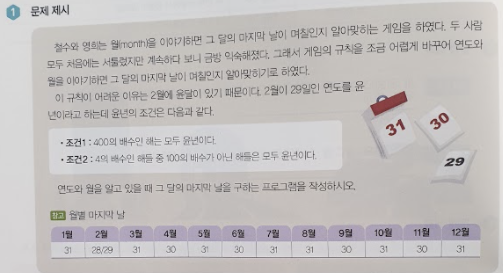 1 문제 제시
철수와 영희는 월(month)을 이야기하면 그 달의 마지막 날이 며칠인지 알아맞히는 게임을 하였다. 두 사람
모두 처음에는 서툴렀지만 계속하다 보니 금방 익숙해졌다. 그래서 게임의 규칙을 조금 어렵게 바꾸어 연도와
월을 이야기하면 그 달의 마지막 날이 며칠인지 알아맞히기로 하였다.
이 규칙이 어려운 이유는 2월에 윤달이 있기 때문이다. 2월이 29일인 연도를 윤
년이라고 하는데 윤년의 조건은 다음과 같다.
• 조건1 : 400의 배수인 해는 모두 윤년이다.
• 조건2 : 4의 배수인 해들 중 100의 배수가 아닌 해들은 모두 윤년이다.
31
30
29
연도와 월을 알고 있을 때 그 달의 마지막 날을 구하는 프로그램을 작성하시오.
참고 월별 마지막 날
1월 2월 3월 4월 5월 6월 7월 8월 9월 10월 11월 12월
31 28/29 31 30 31 30 31 31 30 31 30 31